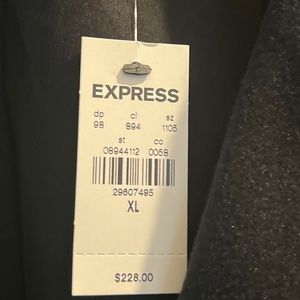 EXPRESS
dp cl sz
98 894 1105
st co
08944112 0058
29607495
XL
$228.00